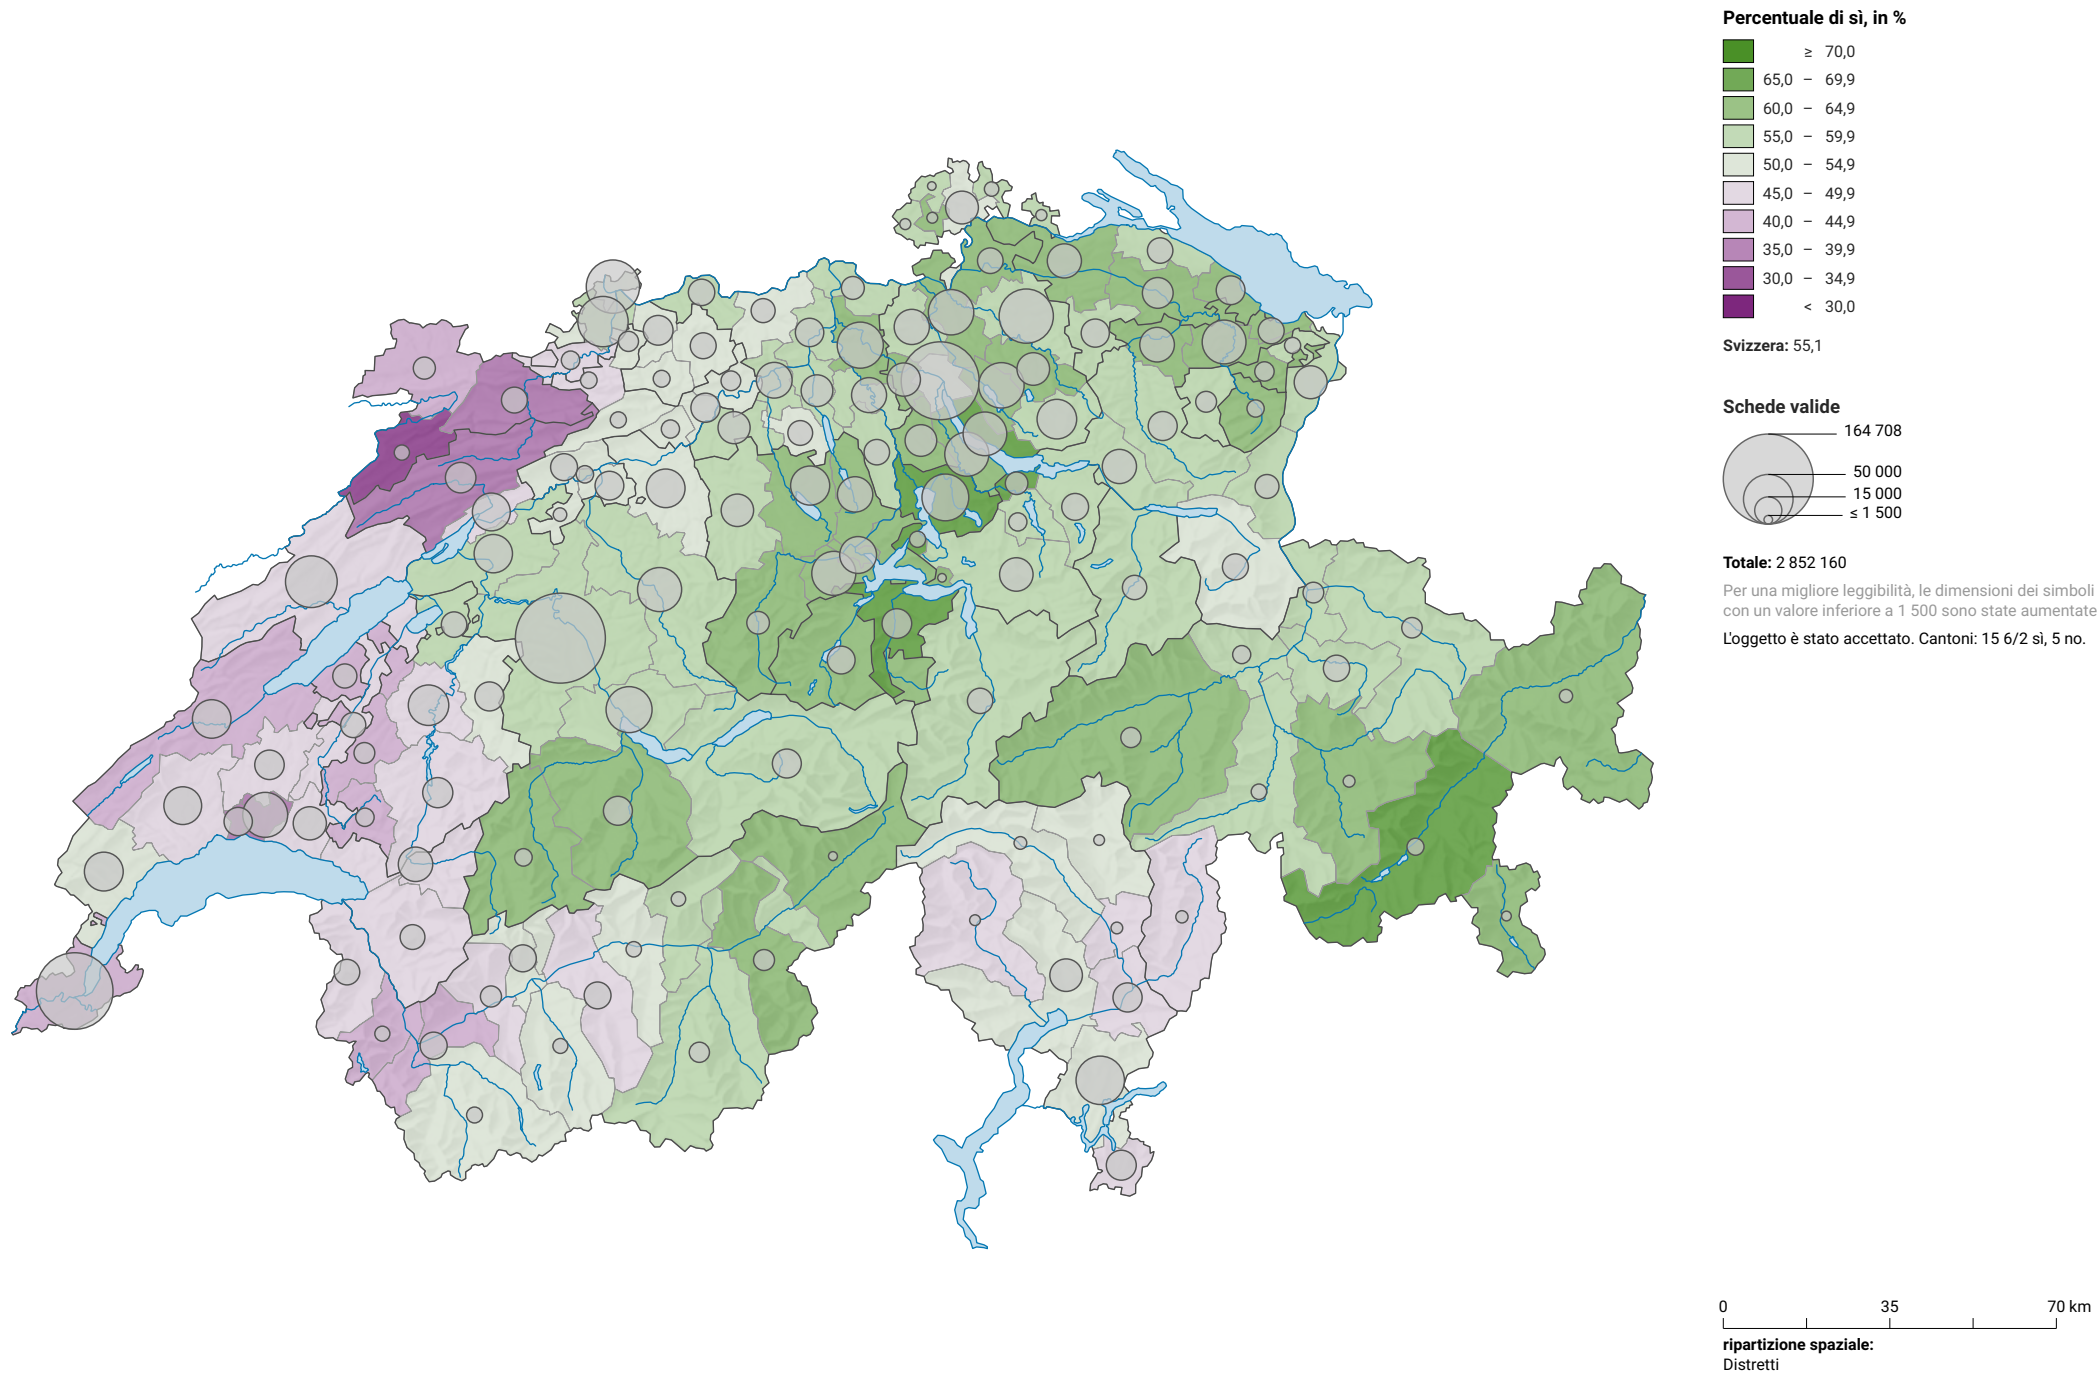 Percentuale di sì, in %
≥ 70,0
65,0 – 69,9
60,0 – 64,9
55,0 – 59,9
50,0 – 54,9
45,0 – 49,9
40,0 – 44,9
35,0 – 39,9
30,0 – 34,9
< 30,0
Svizzera: 55,1
Schede valide
164 708
50 000
15 000
≤ 1 500
Totale: 2 852 160
Per una migliore leggibilità, le dimensioni dei simboli
con un valore inferiore a 1 500 sono state aumentate
L'oggetto è stato accettato. Cantoni: 15 6/2 sì, 5 no.
0 35 70 km
ripartizione spaziale:
Distretti